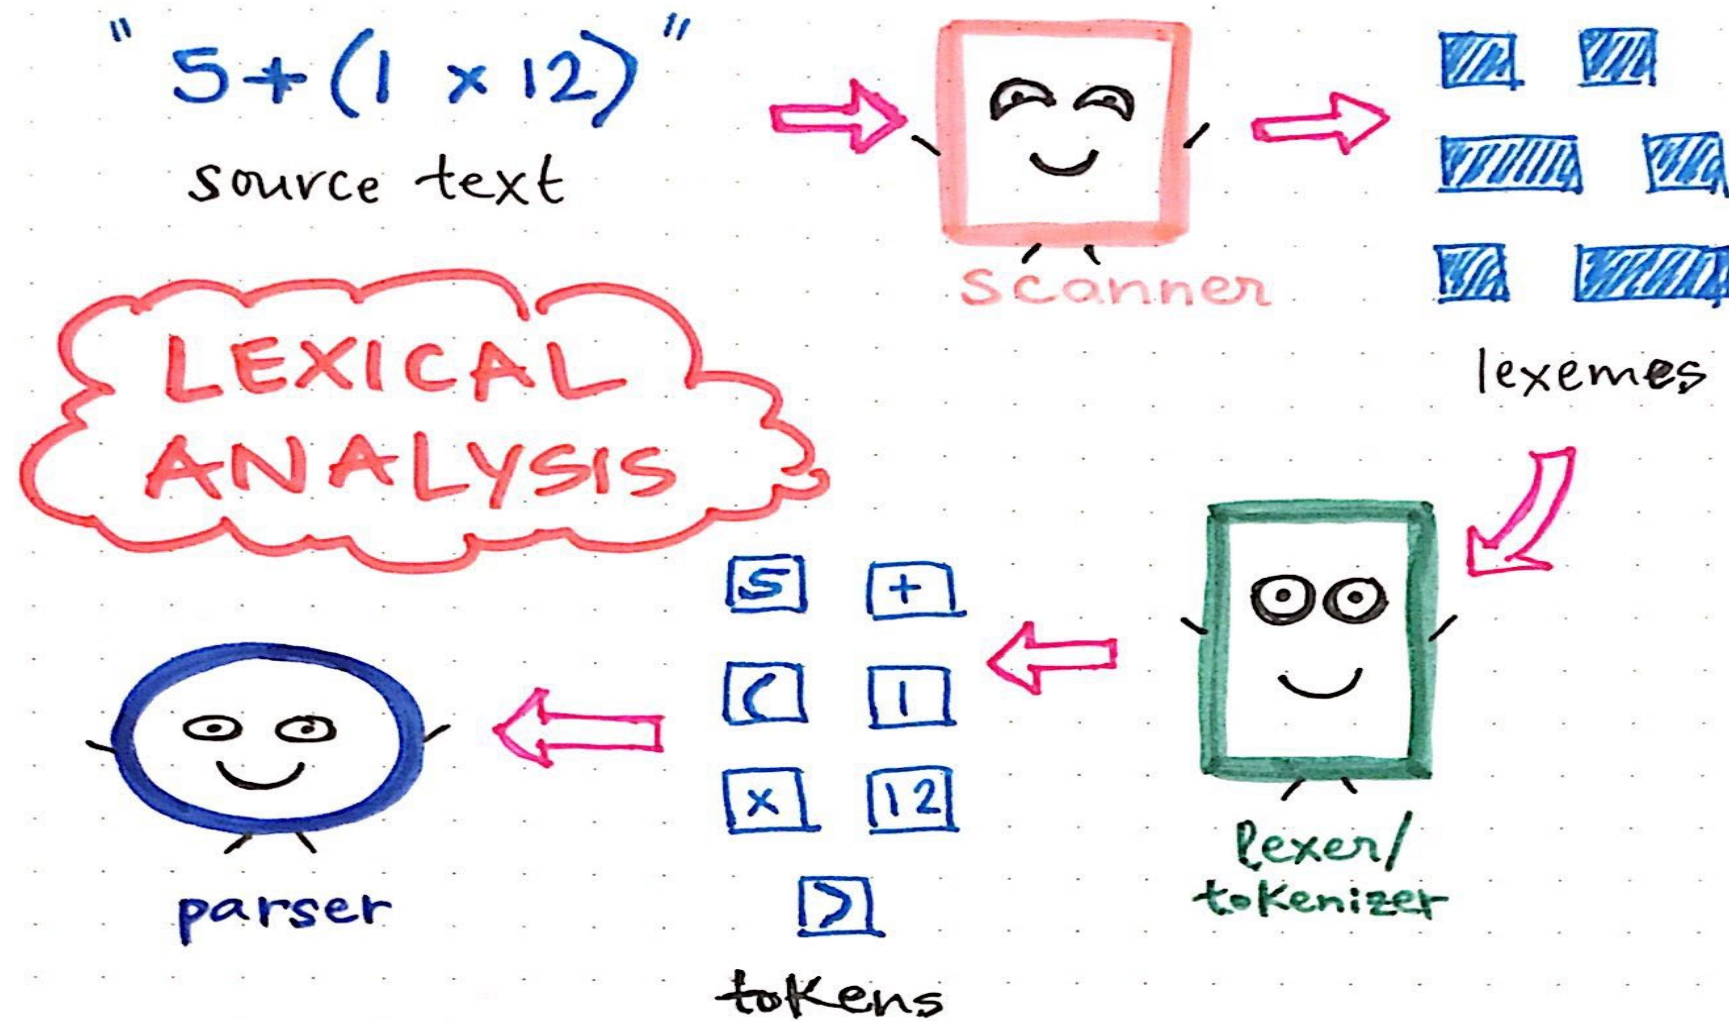 "5+(1 x 12)"
source text
scanner
lexemes
LEXICAL
ANALYSIS
5 +
( 1
x 12
)
tokens
lexer/
tokenizer
parser